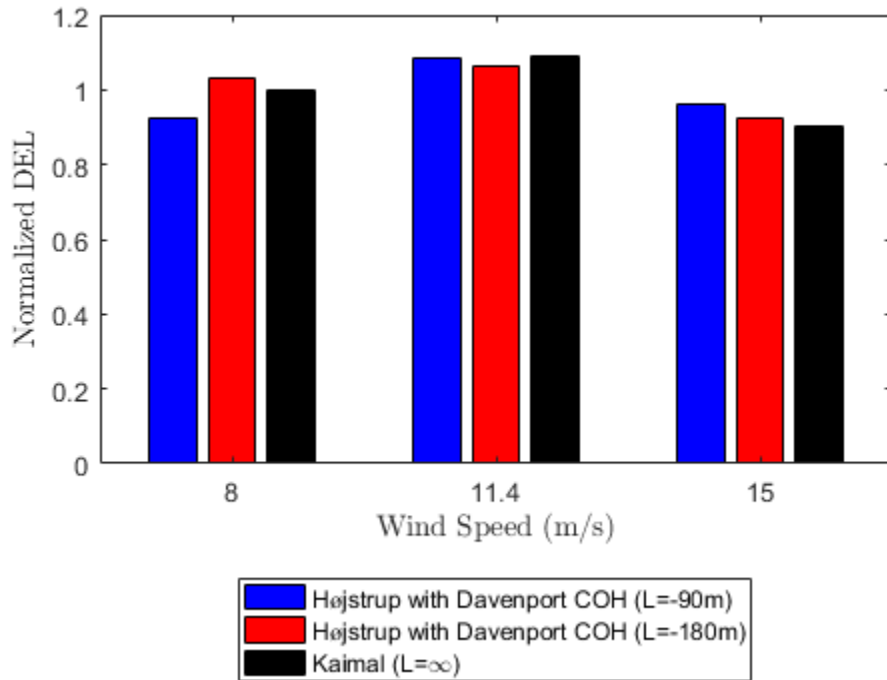 1.2
1
0.8
0.6
0.4
0.2
0
Normalized DEL
8 11.4 15
Wind Speed (m/s)
Højstrup with Davenport COH (L=-90m)
Højstrup with Davenport COH (L=-180m)
Kaimal (L=∞)